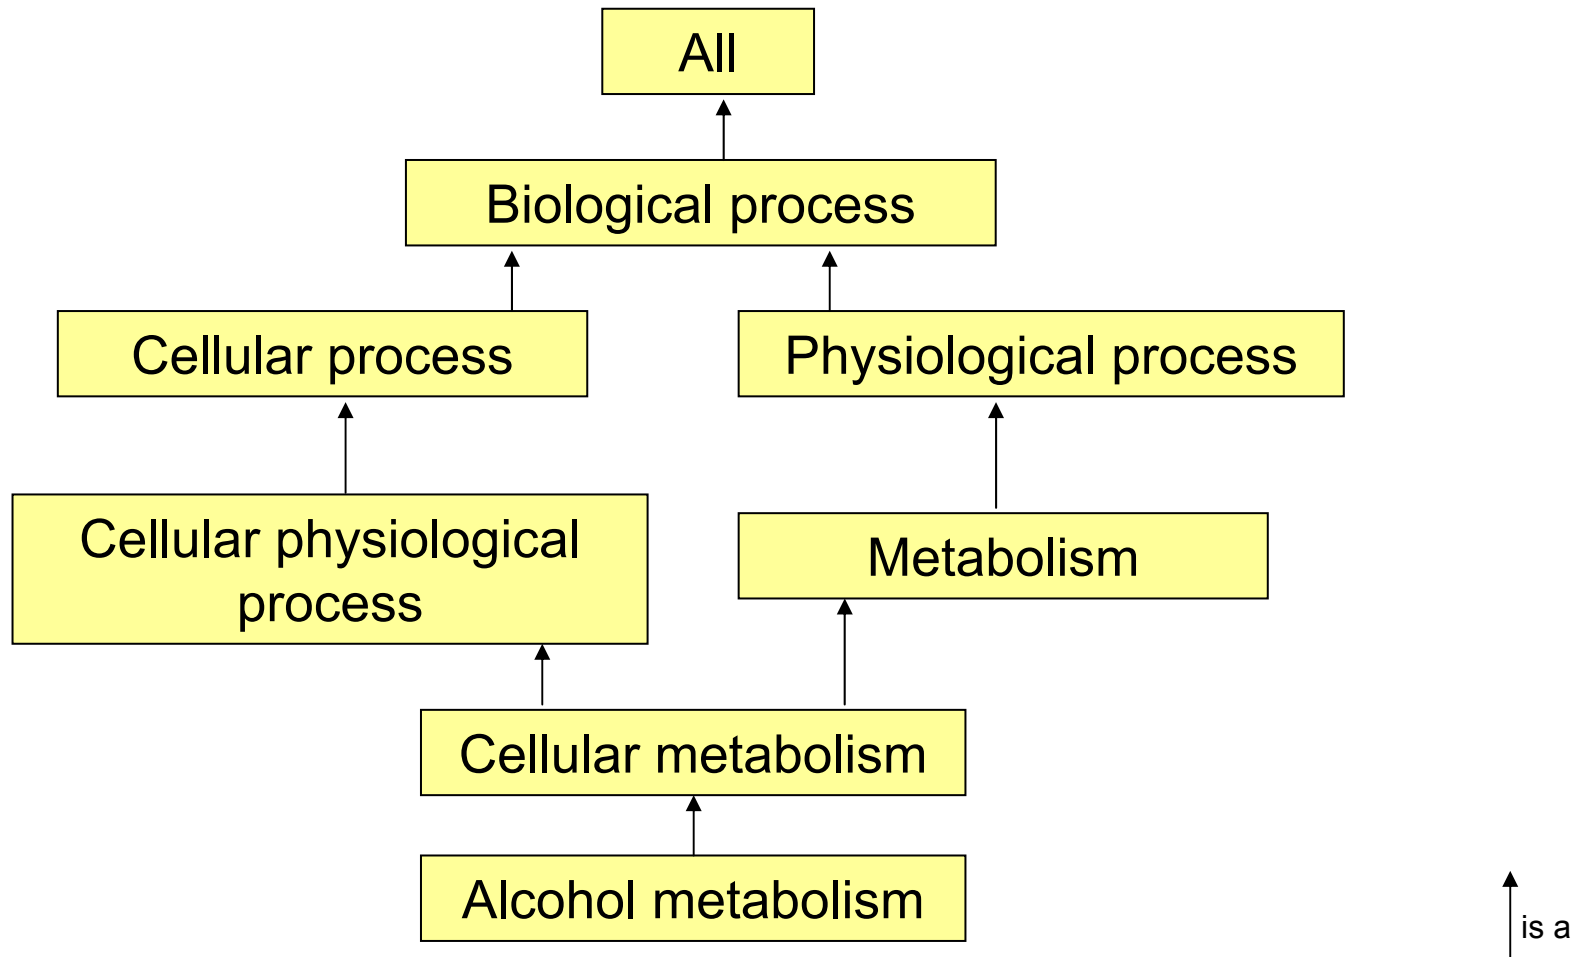 All
Biological process
Cellular process
Physiological process
Cellular physiological
process
Metabolism
Cellular metabolism
Alcohol metabolism
is a